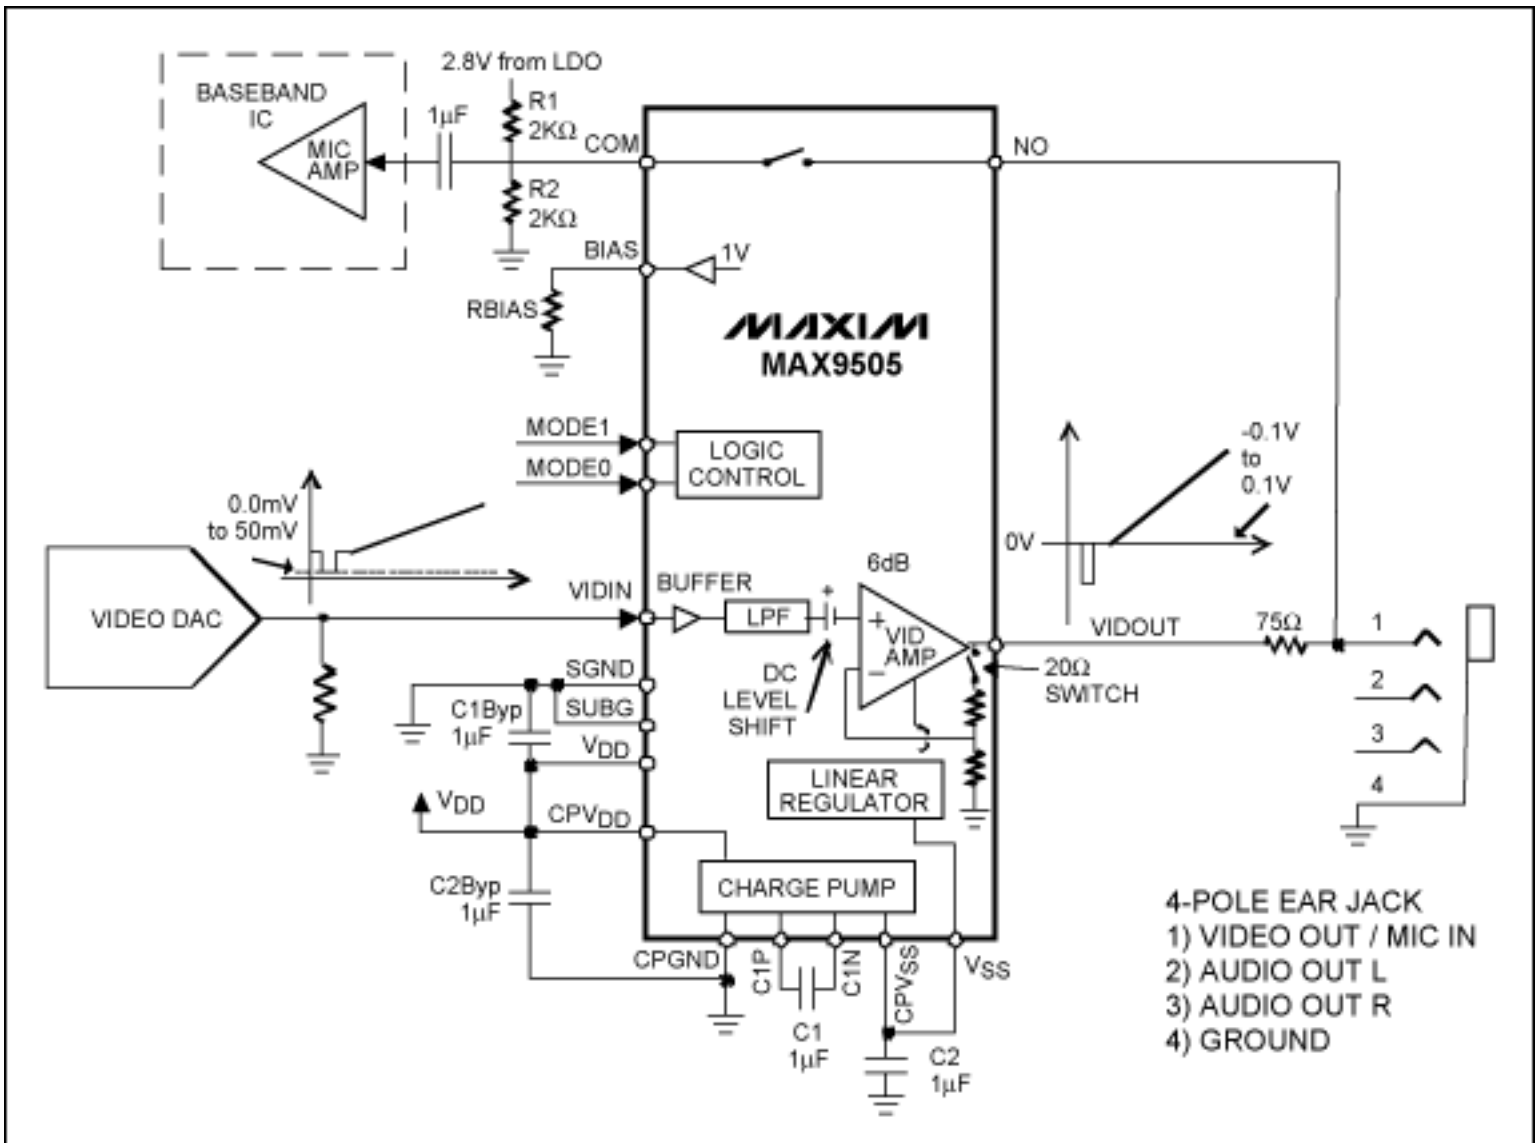 2.8V from LDO
BASEBAND
IC
MIC
AMP
1μF
R1
2KΩ
R2
2KΩ
COM
NO
BIAS
1V
RBIAS
MAXIM
MAX9505
MODE1
MODE0
LOGIC
CONTROL
0.0mV
to 50mV
-0.1V
to
0.1V
0V
VIDEO DAC
VIDIN
BUFFER
LPF
+
6dB
+
VID
AMP
−
DC
LEVEL
SHIFT
VIDOUT
75Ω
20Ω
SWITCH
1
2
3
4
SGND
SUBG
C1Byp
1μF
VDD
VDD
CPVDD
C2Byp
1μF
LINEAR
REGULATOR
CHARGE PUMP
CPGND
C1P
C1N
CPVSS
VSS
C1
1μF
C2
1μF
4-POLE EAR JACK
1) VIDEO OUT / MIC IN
2) AUDIO OUT L
3) AUDIO OUT R
4) GROUND